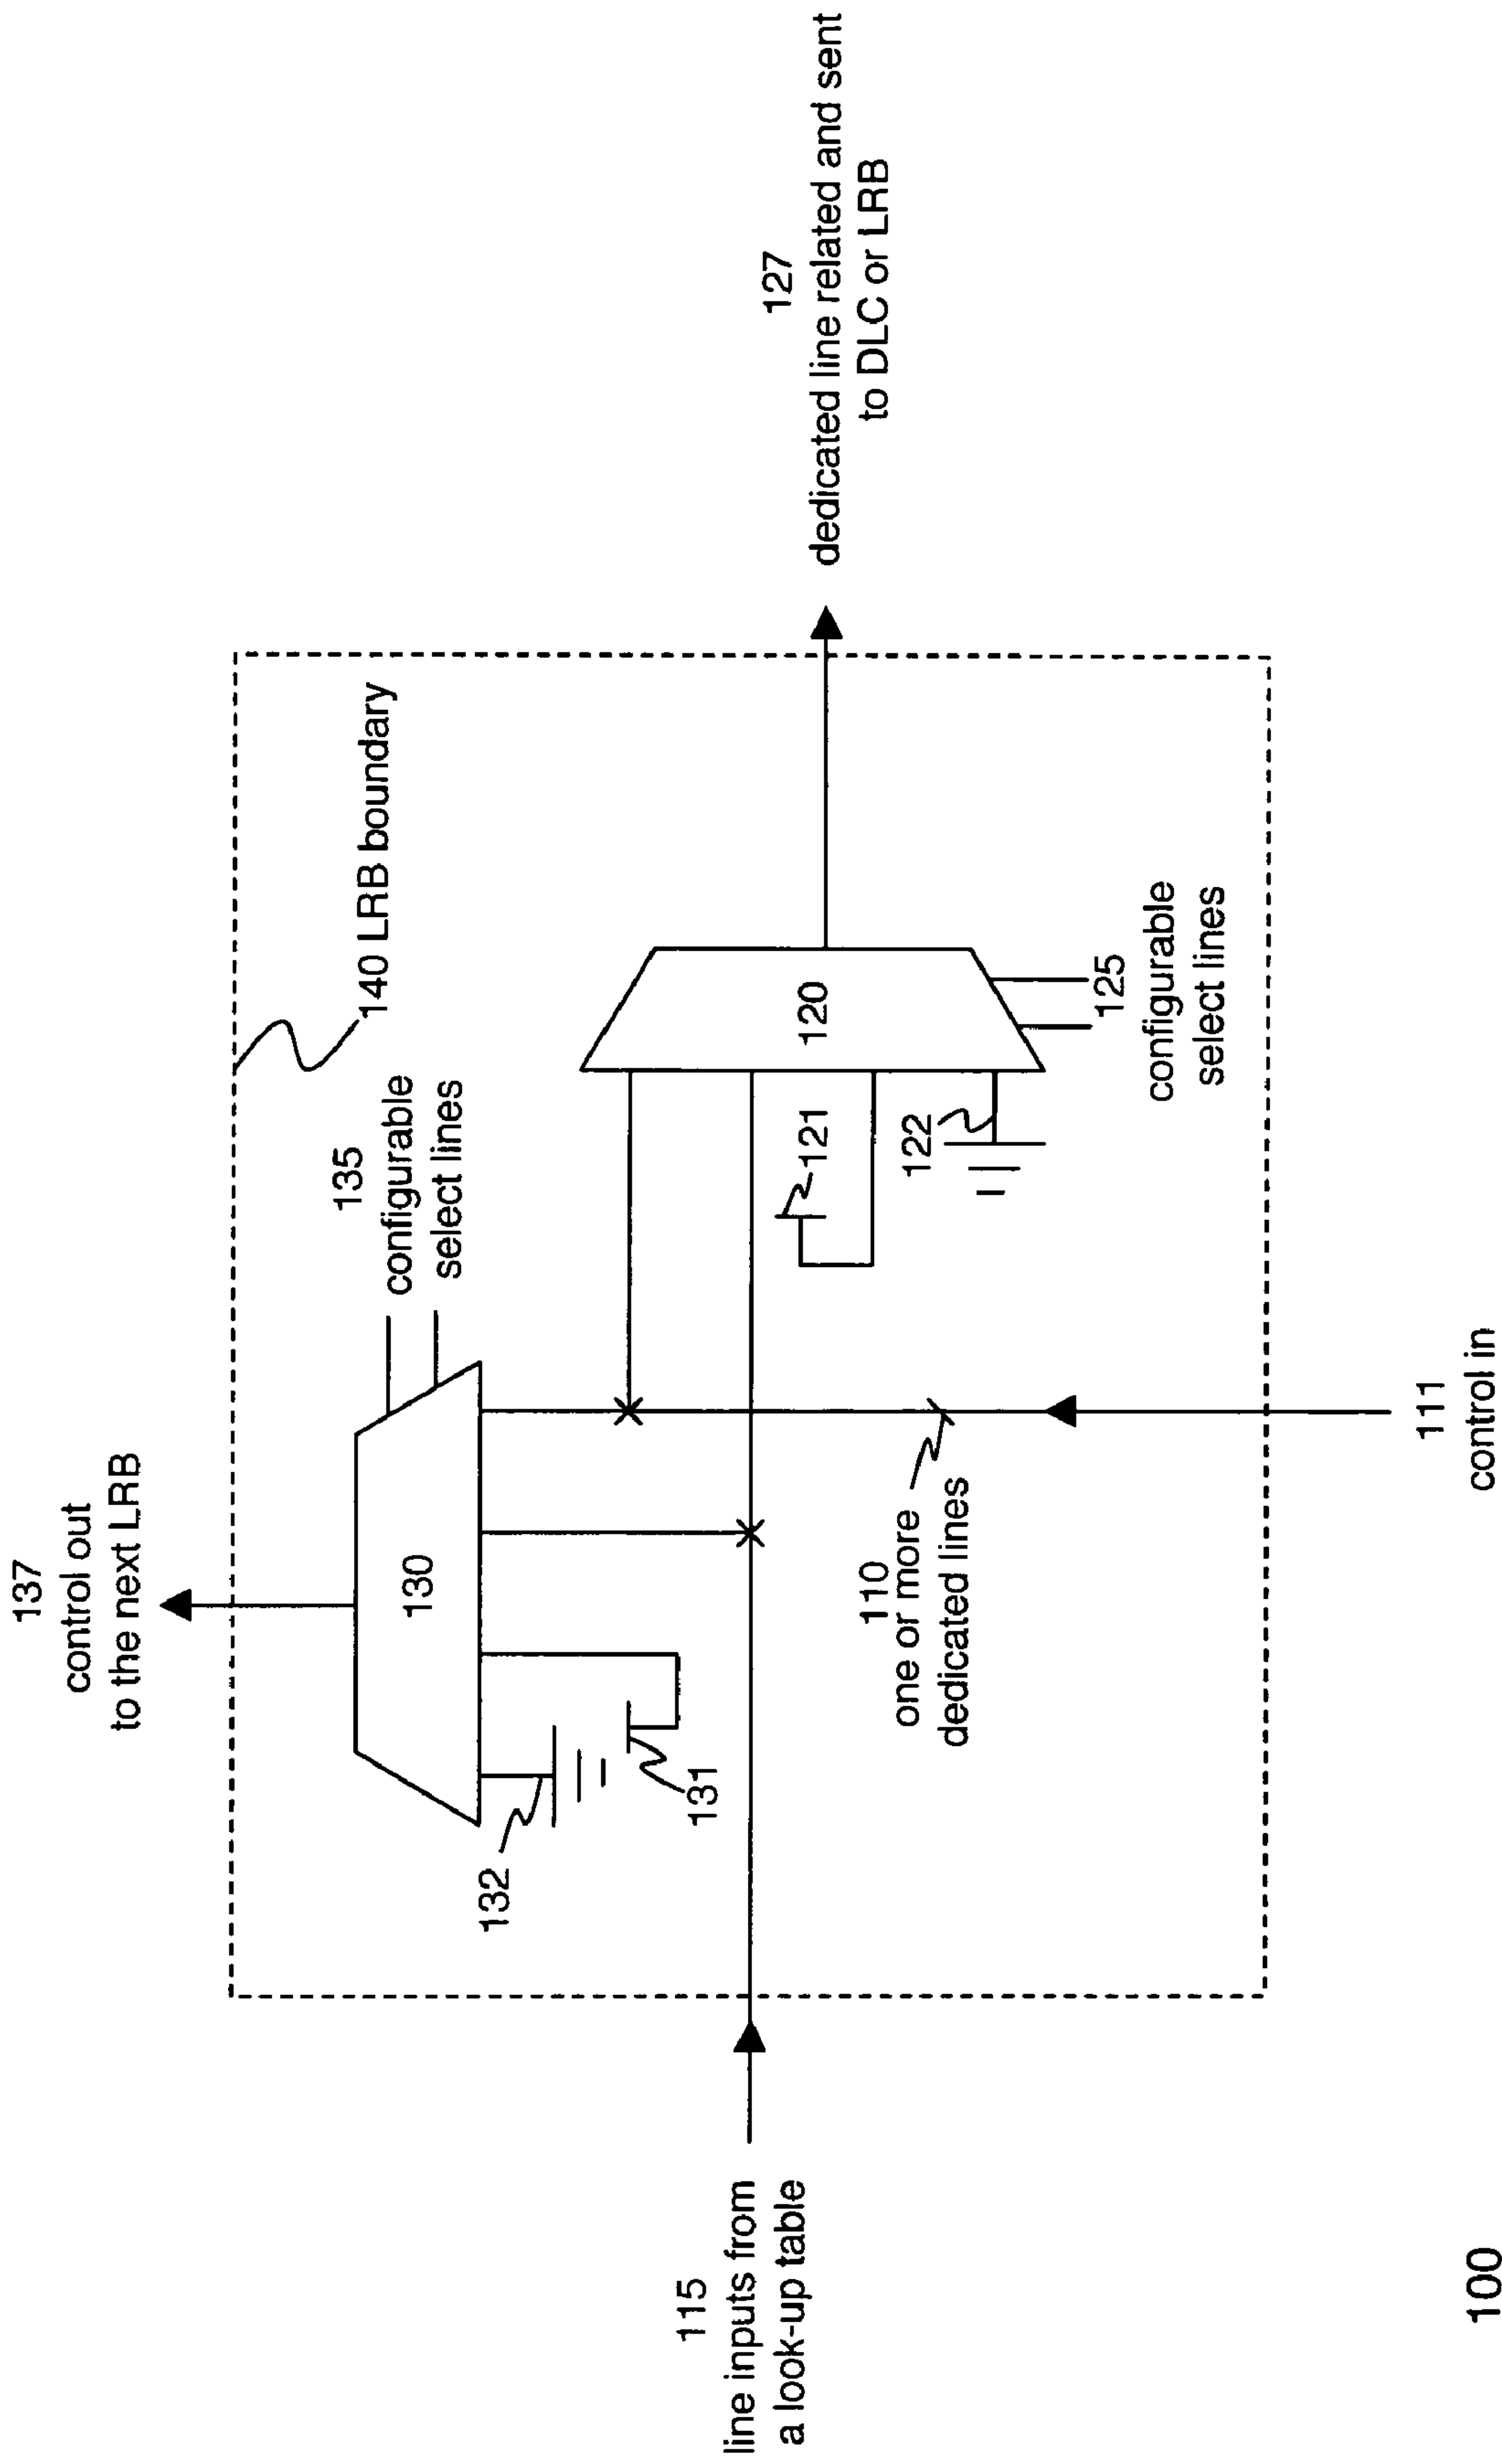 137
control out
to the next LRB
135
configurable
select lines
140 LRB boundary
130
132
131
115
line inputs from
a look-up table
110
one or more
dedicated lines
121
122
120
125
configurable
select lines
127
dedicated line related and sent
to DLC or LRB
111
control in
100